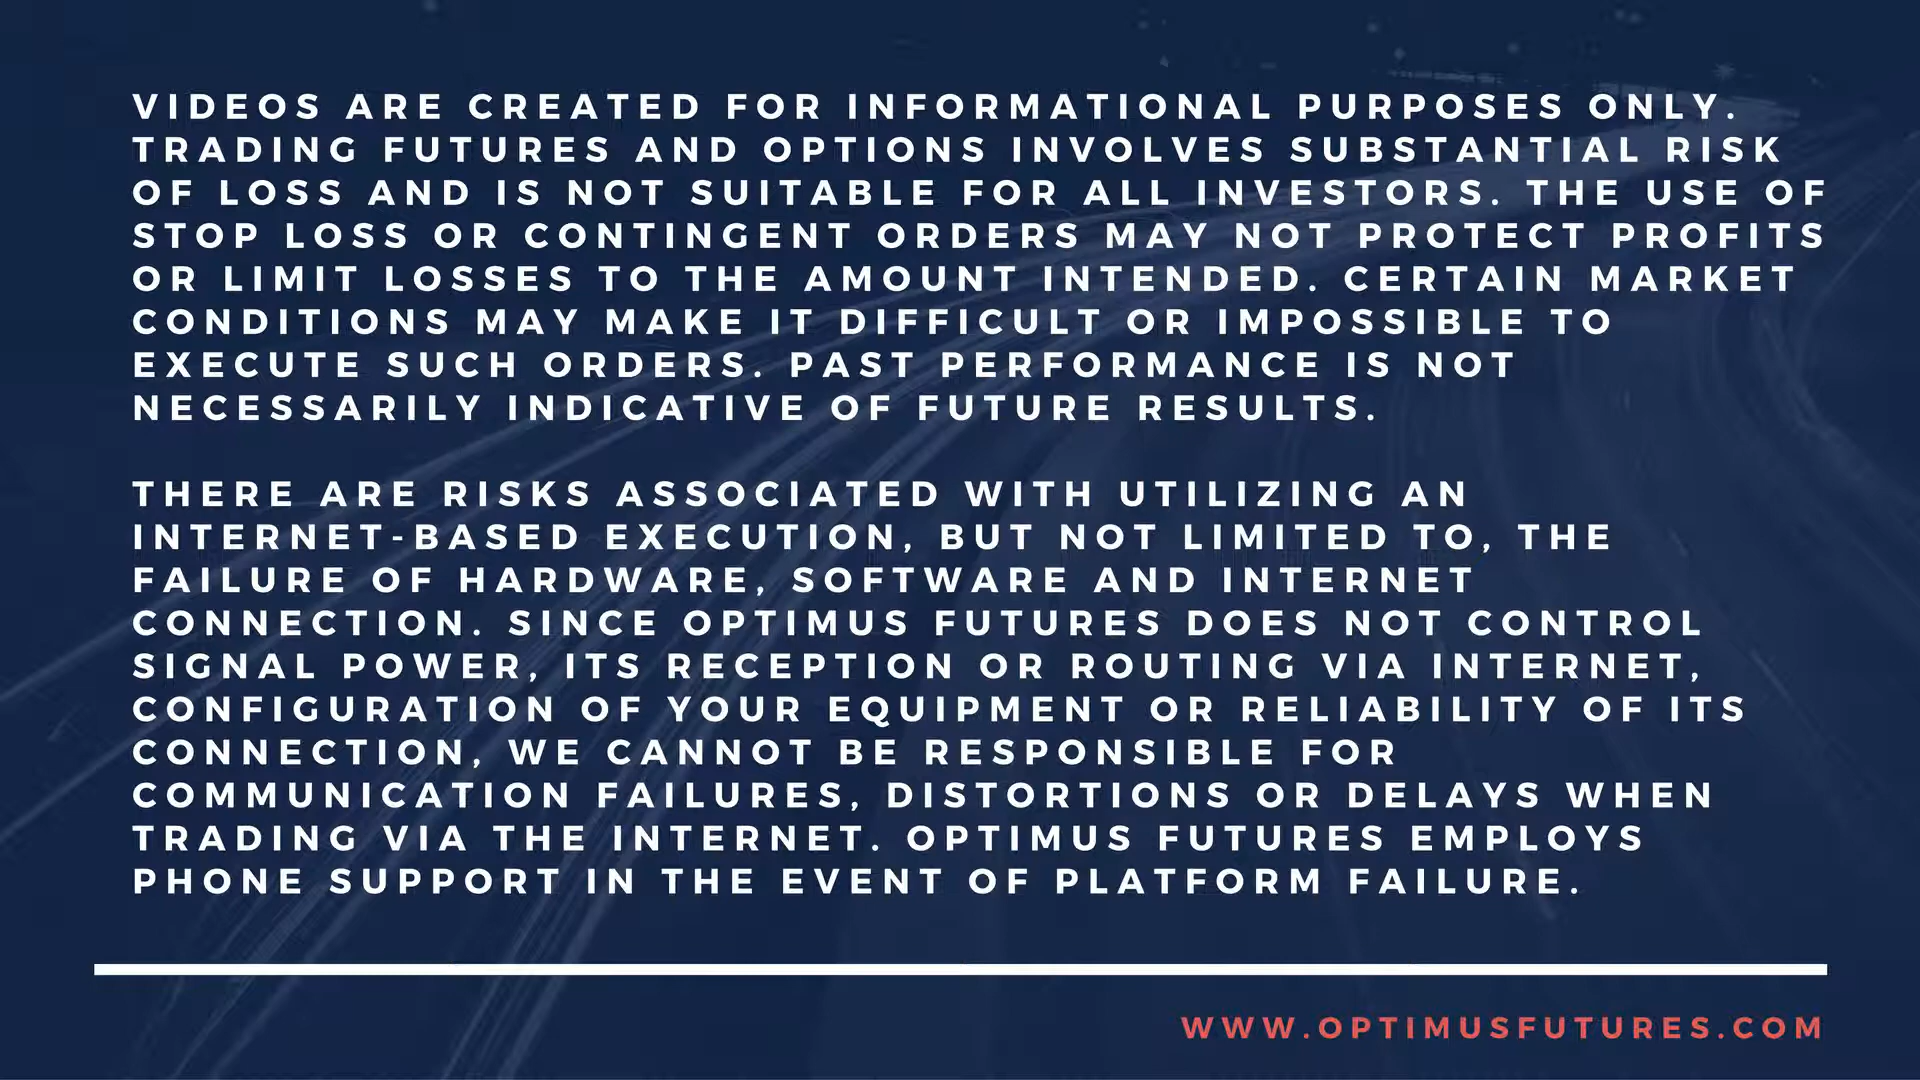 VIDEOS ARE CREATED FOR INFORMATIONAL PURPOSES ONLY.
TRADING FUTURES AND OPTIONS INVOLVES SUBSTANTIAL RISK
OF LOSS AND IS NOT SUITABLE FOR ALL INVESTORS. THE USE OF
STOP LOSS OR CONTINGENT ORDERS MAY NOT PROTECT PROFITS
OR LIMIT LOSSES TO THE AMOUNT INTENDED. CERTAIN MARKET
CONDITIONS MAY MAKE IT DIFFICULT OR IMPOSSIBLE TO
EXECUTE SUCH ORDERS. PAST PERFORMANCE IS NOT
NECESSARILY INDICATIVE OF FUTURE RESULTS.
THERE ARE RISKS ASSOCIATED WITH UTILIZING AN
INTERNET-BASED EXECUTION, BUT NOT LIMITED TO, THE
FAILURE OF HARDWARE, SOFTWARE AND INTERNET
CONNECTION. SINCE OPTIMUS FUTURES DOES NOT CONTROL
SIGNAL POWER, ITS RECEPTION OR ROUTING VIA INTERNET,
CONFIGURATION OF YOUR EQUIPMENT OR RELIABILITY OF ITS
CONNECTION, WE CANNOT BE RESPONSIBLE FOR
COMMUNICATION FAILURES, DISTORTIONS OR DELAYS WHEN
TRADING VIA THE INTERNET. OPTIMUS FUTURES EMPLOYS
PHONE SUPPORT IN THE EVENT OF PLATFORM FAILURE.
WWW.OPTIMUSFUTURES.COM